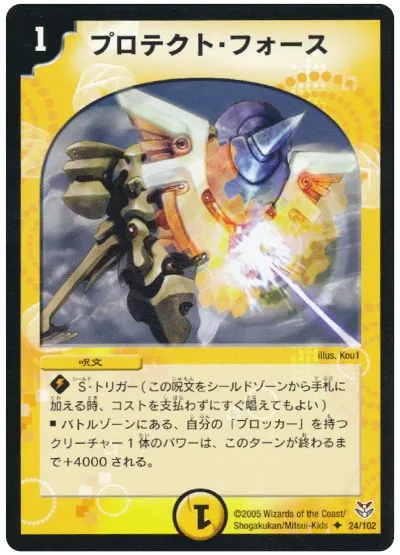 1
プロテクト・フォース
illus. Kou1
呪文
S・トリガー(この呪文をシールドゾーンから手札に
加える時、コストを支払わずにすぐ唱えてもよい)
■ バトルゾーンにある、自分の「ブロッカー」を持つ
クリーチャー1体のパワーは、このターンが終わるま
で+4000される。
1
©2005 Wizards of the Coast/
Shogakukan/Mitsui-Kids ✦ 24/102